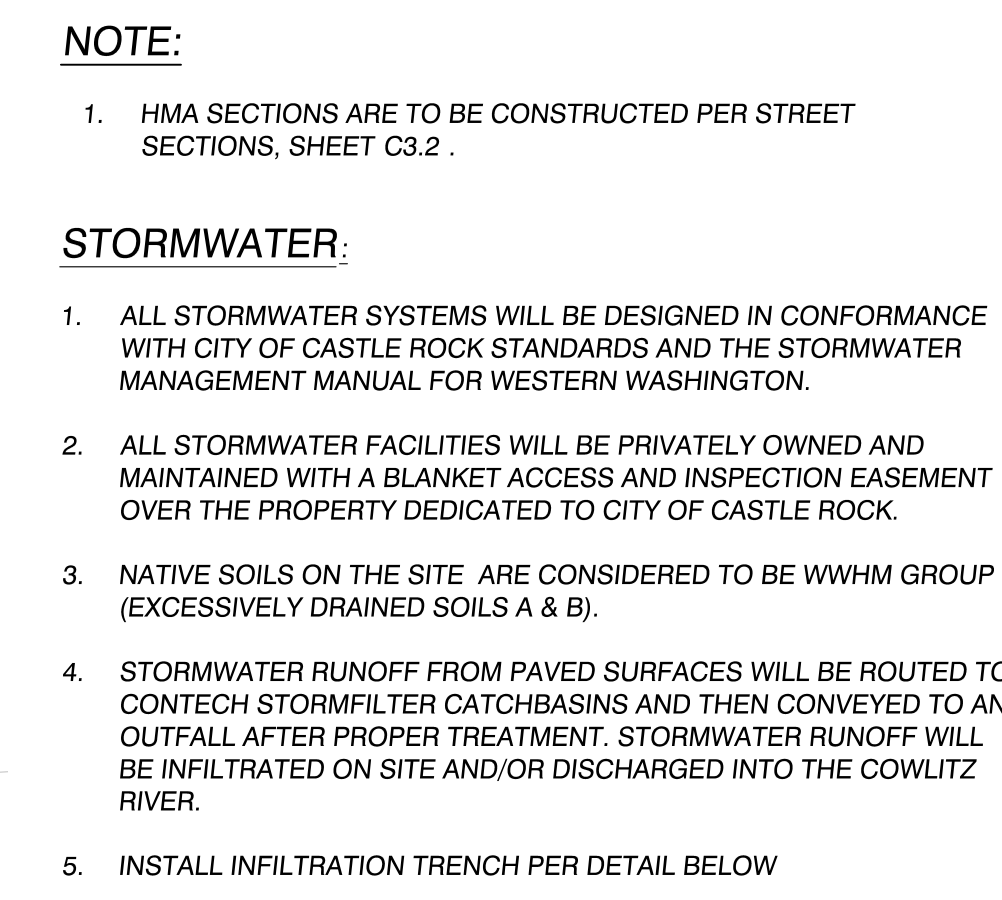 NOTE:
1. HMA SECTIONS ARE TO BE CONSTRUCTED PER STREET
SECTIONS, SHEET C3.2 .
STORMWATER:
1. ALL STORMWATER SYSTEMS WILL BE DESIGNED IN CONFORMANCE
WITH CITY OF CASTLE ROCK STANDARDS AND THE STORMWATER
MANAGEMENT MANUAL FOR WESTERN WASHINGTON.
2. ALL STORMWATER FACILITIES WILL BE PRIVATELY OWNED AND
MAINTAINED WITH A BLANKET ACCESS AND INSPECTION EASEMENT
OVER THE PROPERTY DEDICATED TO CITY OF CASTLE ROCK.
3. NATIVE SOILS ON THE SITE ARE CONSIDERED TO BE WWHM GROUP
(EXCESSIVELY DRAINED SOILS A & B).
4. STORMWATER RUNOFF FROM PAVED SURFACES WILL BE ROUTED TO
CONTECH STORMFILTER CATCHBASINS AND THEN CONVEYED TO AN
OUTFALL AFTER PROPER TREATMENT. STORMWATER RUNOFF WILL
BE INFILTRATED ON SITE AND/OR DISCHARGED INTO THE COWLITZ
RIVER.
5. INSTALL INFILTRATION TRENCH PER DETAIL BELOW